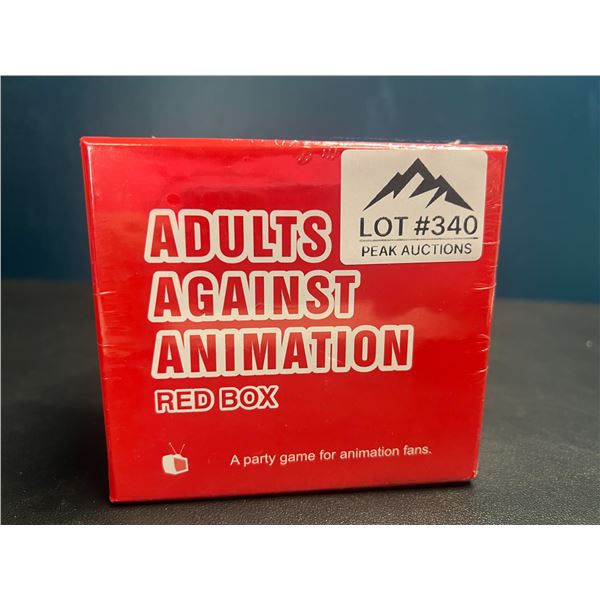 LOT #340
PEAK AUCTIONS
ADULTS
AGAINST
ANIMATION
RED BOX
A party game for animation fans.